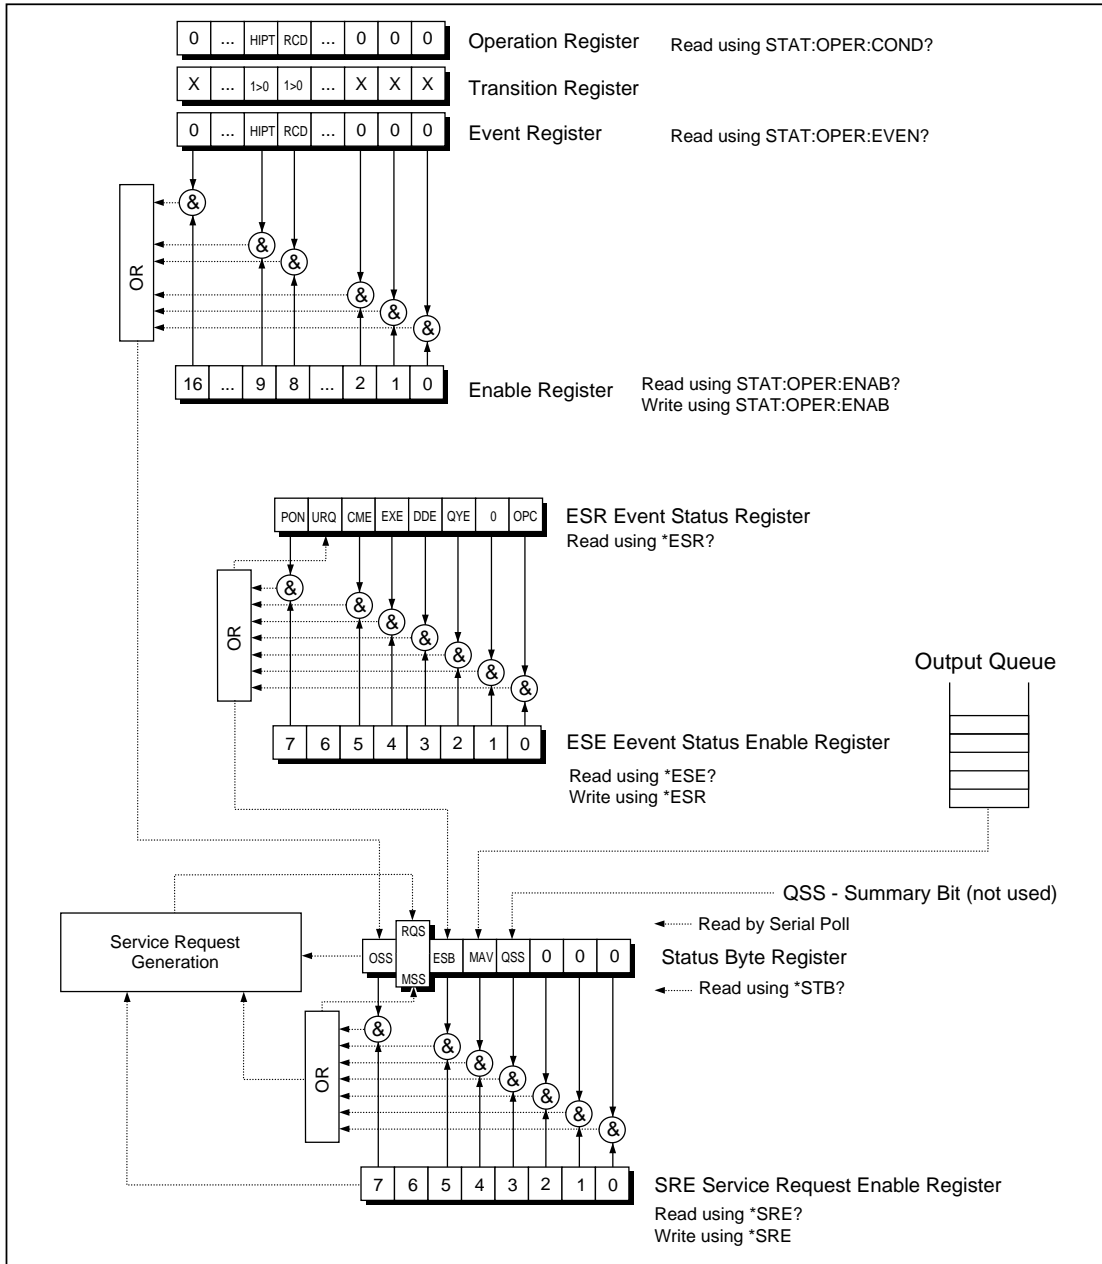 0 ... HIPT RCD ... 0 0 0 Operation Register Read using STAT:OPER:COND?
X ... 1>0 1>0 ... X X X Transition Register
0 ... HIPT RCD ... 0 0 0 Event Register Read using STAT:OPER:EVEN?
&
&
&
OR
&
&
&
16 ... 9 8 ... 2 1 0 Enable Register
Read using STAT:OPER:ENAB?
Write using STAT:OPER:ENAB
PON URQ CME EXE DDE QYE 0 OPC ESR Event Status Register
Read using *ESR?
&
&
&
OR
&
&
&
&
Output Queue
7 6 5 4 3 2 1 0 ESE Eevent Status Enable Register
Read using *ESE?
Write using *ESR
QSS - Summary Bit (not used)
Read by Serial Poll
Service Request
Generation
RQS
OSS ESB MAV QSS 0 0 0 Status Byte Register
MSS
Read using *STB?
&
&
&
OR
&
&
&
&
7 6 5 4 3 2 1 0 SRE Service Request Enable Register
Read using *SRE?
Write using *SRE